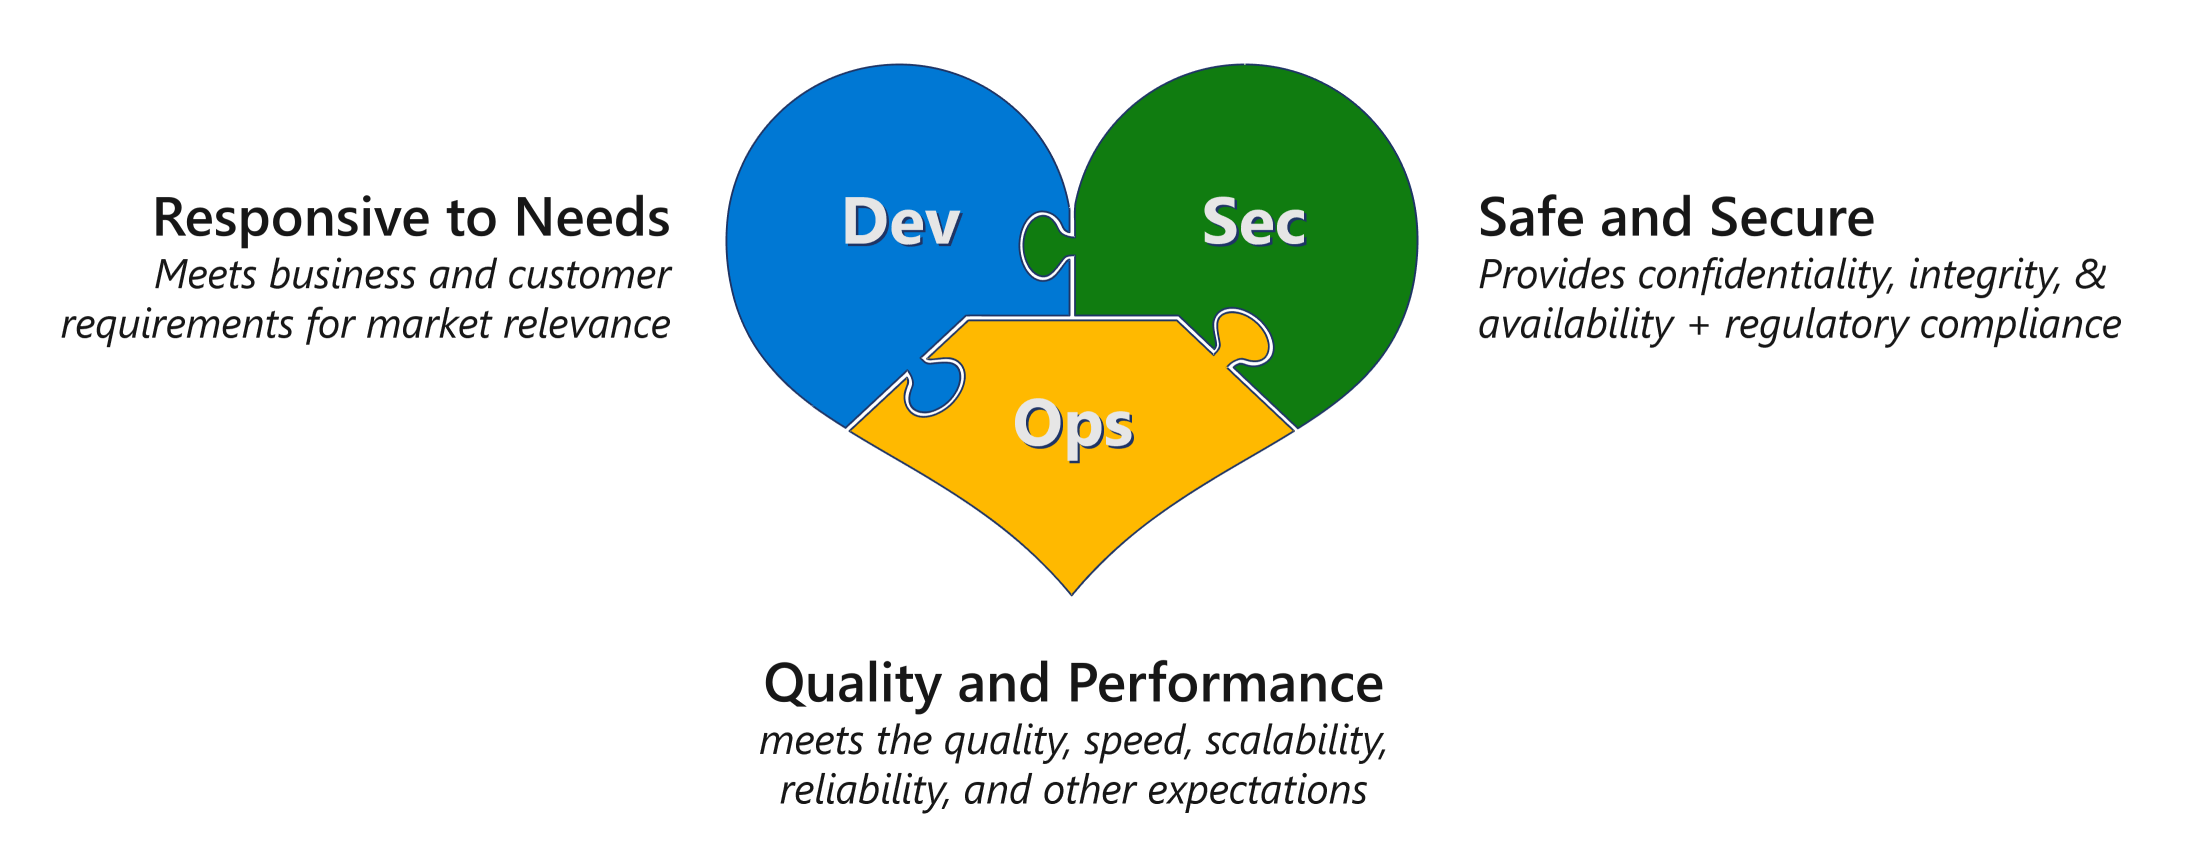 Dev
Sec
Ops
Responsive to Needs
Meets business and customer
requirements for market relevance
Safe and Secure
Provides confidentiality, integrity, &
availability + regulatory compliance
Quality and Performance
meets the quality, speed, scalability,
reliability, and other expectations